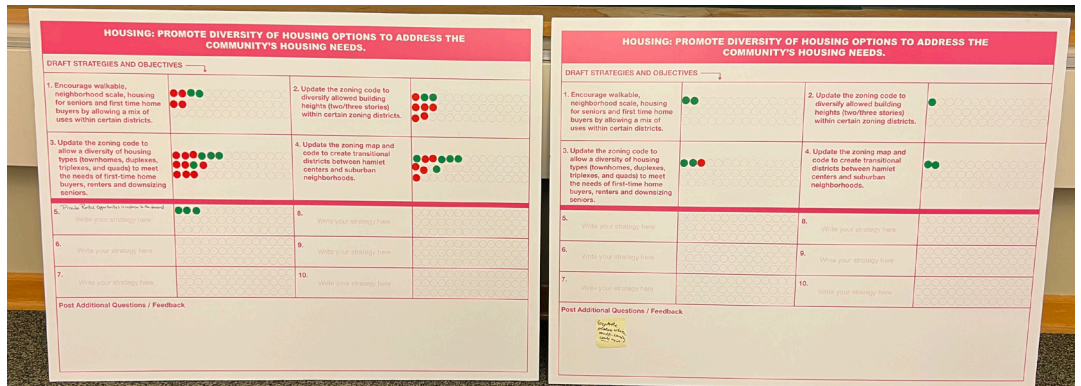 HOUSING: PROMOTE DIVERSITY OF HOUSING OPTIONS TO ADDRESS THE
COMMUNITY'S HOUSING NEEDS.
DRAFT STRATEGIES AND OBJECTIVES
1. Encourage walkable,
neighborhood scale, housing
for seniors and first time home
buyers by allowing a mix of
uses within certain districts.
2. Update the zoning code to
diversify allowed building
heights (two/three stories)
within certain zoning districts.
3. Update the zoning code to
allow a diversity of housing
types (townhomes, duplexes,
triplexes, and quads) to meet
the needs of first-time home
buyers, renters and downsizing
seniors.
4. Update the zoning map and
code to create transitional
districts between hamlet
centers and suburban
neighborhoods.
5. Provide Rental Opportunities in
Write your strategy here
8.
Write your strategy here
6.
Write your strategy here
9.
Write your strategy here
7.
Write your strategy here
10.
Write your strategy here
Post Additional Questions / Feedback
HOUSING: PROMOTE DIVERSITY OF HOUSING OPTIONS TO ADDRESS THE
COMMUNITY'S HOUSING NEEDS.
DRAFT STRATEGIES AND OBJECTIVES
1. Encourage walkable,
neighborhood scale, housing
for seniors and first time home
buyers by allowing a mix of
uses within certain districts.
2. Update the zoning code to
diversify allowed building
heights (two/three stories)
within certain zoning districts.
3. Update the zoning code to
allow a diversity of housing
types (townhomes, duplexes,
triplexes, and quads) to meet
the needs of first-time home
buyers, renters and downsizing
seniors.
4. Update the zoning map and
code to create transitional
districts between hamlet
centers and suburban
neighborhoods.
5.
Write your strategy here
8.
Write your strategy here
6.
Write your strategy here
9.
Write your strategy here
7.
Write your strategy here
10.
Write your strategy here
Post Additional Questions / Feedback